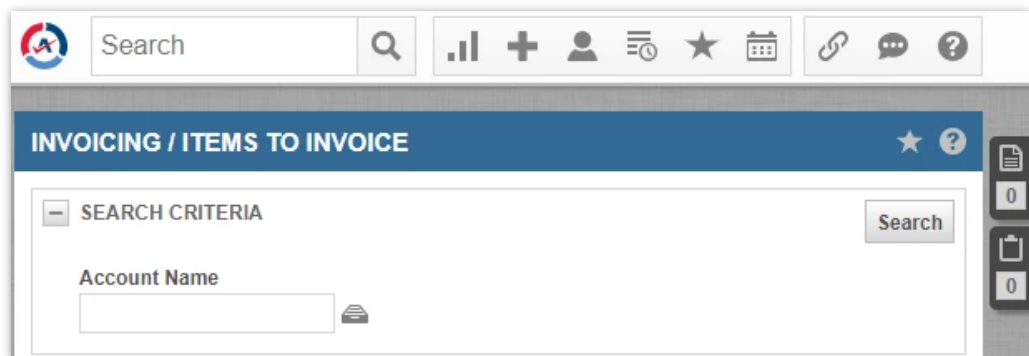 Search
INVOICING / ITEMS TO INVOICE
0
SEARCH CRITERIA
Search
Account Name
0